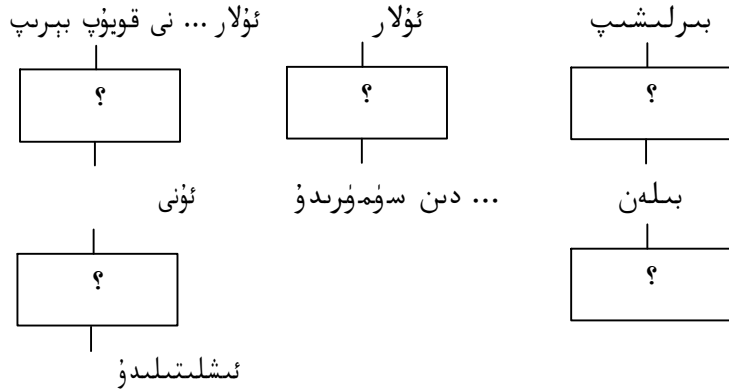 بىرلىشىپ
؟
بىلەن
؟
ئۇلار
؟
... دىن سۈمۈرىدۇ
ئۇلار ... نى قويۇپ بېرىپ
؟
ئۇنى
؟
ئىشلىتىلىدۇ